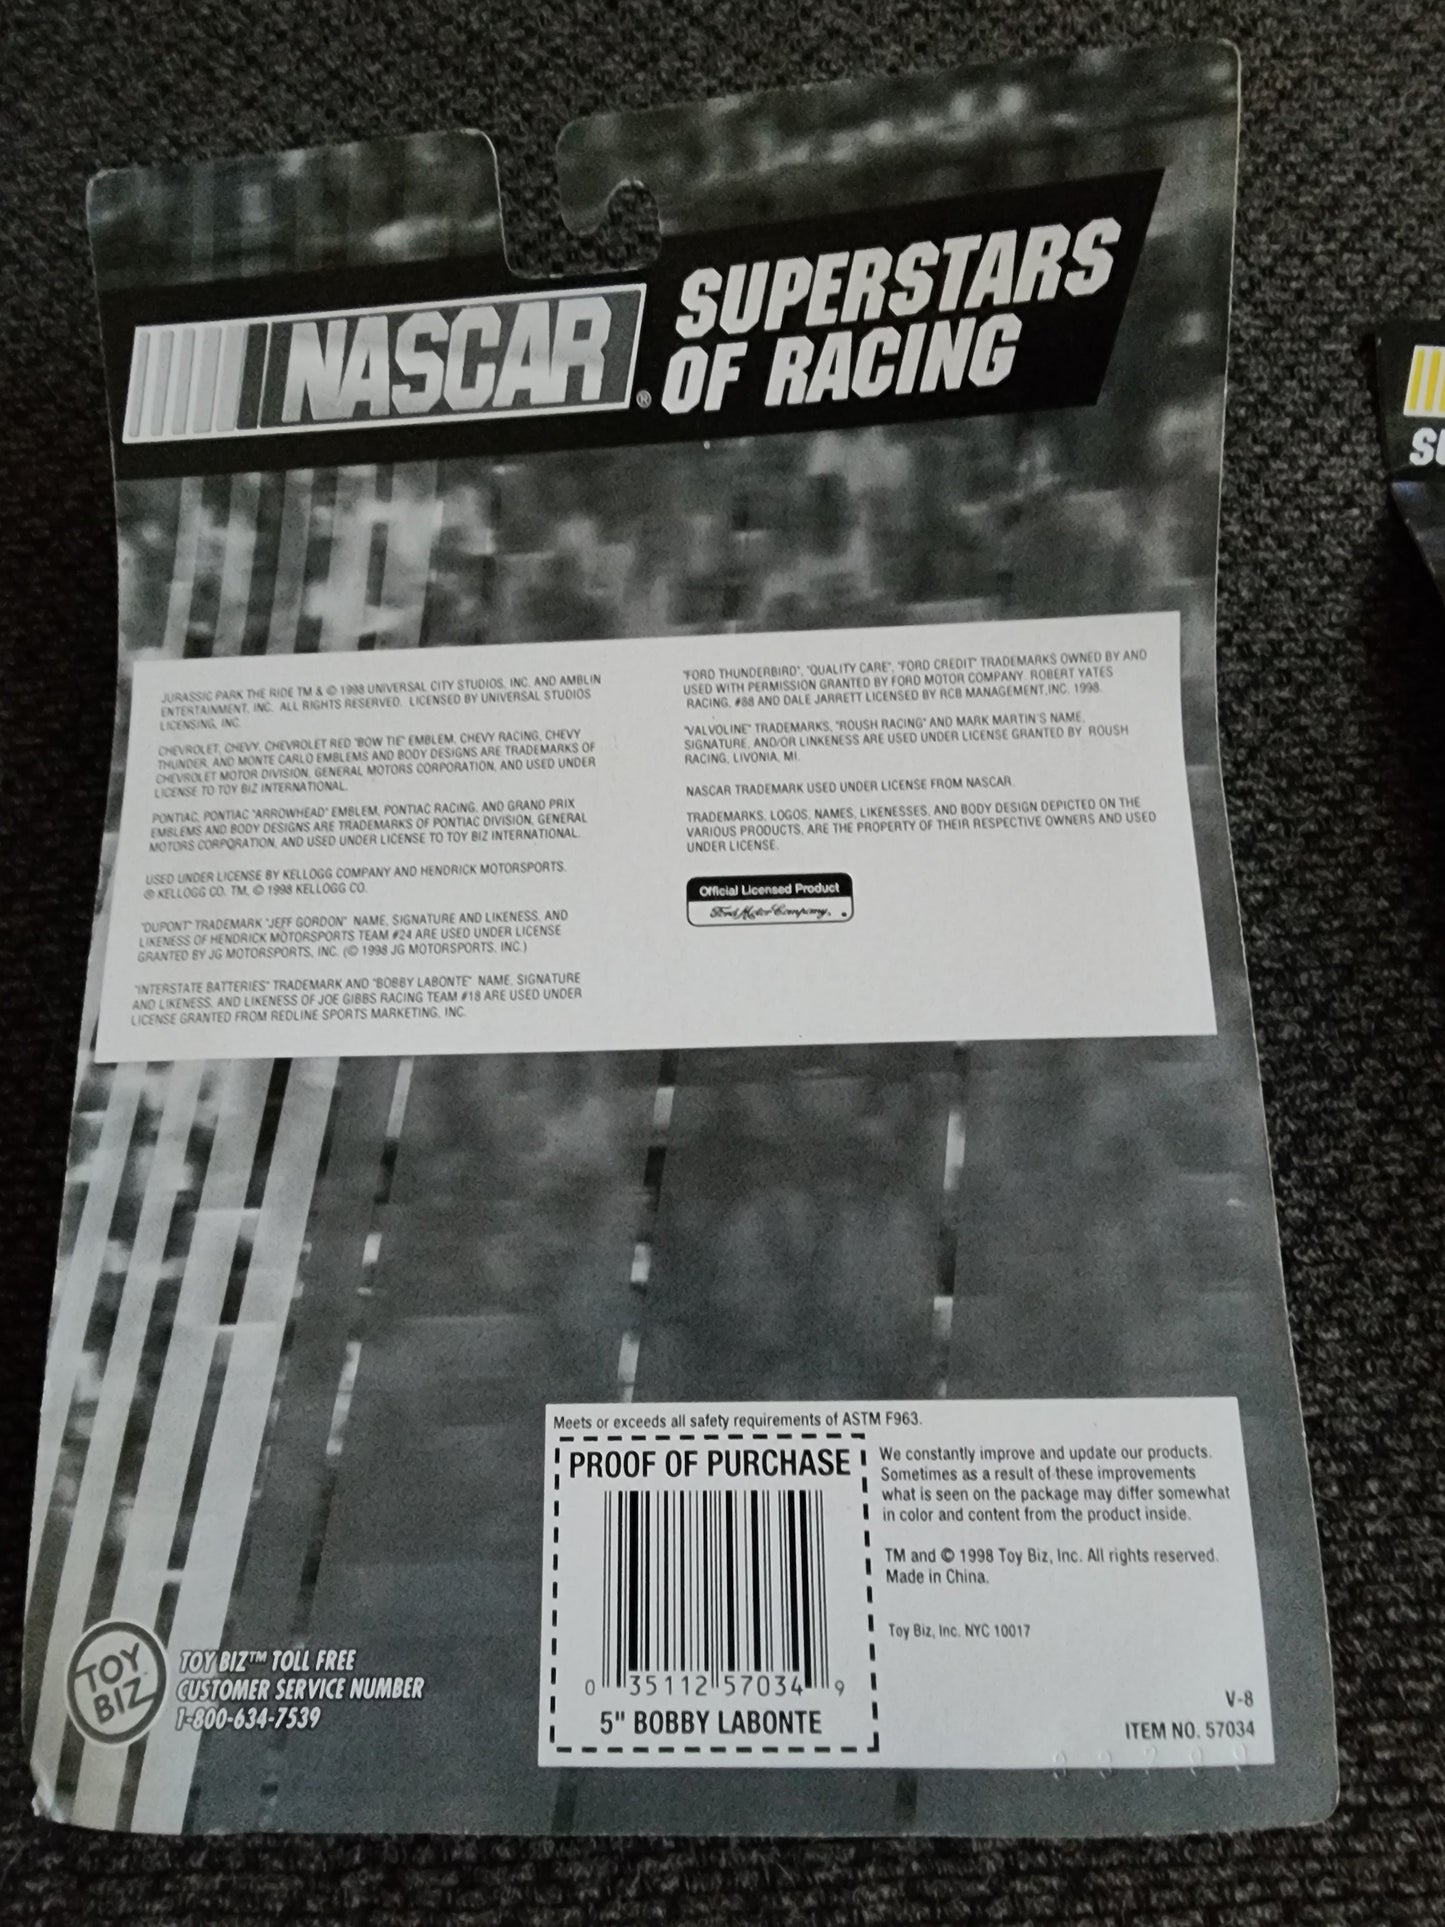 NASCAR®
SUPERSTARS
OF RACING
JURASSIC PARK THE RIDE TM & © 1998 UNIVERSAL CITY STUDIOS, INC. AND AMBLIN
ENTERTAINMENT, INC. ALL RIGHTS RESERVED. LICENSED BY UNIVERSAL STUDIOS
LICENSING, INC.
CHEVROLET, CHEVY, CHEVROLET RED "BOW TIE" EMBLEM, CHEVY RACING, CHEVY
THUNDER, AND MONTE CARLO EMBLEMS AND BODY DESIGNS ARE TRADEMARKS OF
CHEVROLET MOTOR DIVISION, GENERAL MOTORS CORPORATION, AND USED UNDER
LICENSE TO TOY BIZ INTERNATIONAL.
PONTIAC, PONTIAC "ARROWHEAD" EMBLEM, PONTIAC RACING, AND GRAND PRIX
EMBLEMS AND BODY DESIGNS ARE TRADEMARKS OF PONTIAC DIVISION, GENERAL
MOTORS CORPORATION, AND USED UNDER LICENSE TO TOY BIZ INTERNATIONAL.
USED UNDER LICENSE BY KELLOGG COMPANY AND HENDRICK MOTORSPORTS.
® KELLOGG CO. TM, © 1998 KELLOGG CO.
"DUPONT" TRADEMARK "JEFF GORDON" NAME, SIGNATURE AND LIKENESS, AND
LIKENESS OF HENDRICK MOTORSPORTS TEAM #24 ARE USED UNDER LICENSE
GRANTED BY JG MOTORSPORTS, INC. (© 1998 JG MOTORSPORTS, INC.)
"INTERSTATE BATTERIES" TRADEMARK AND "BOBBY LABONTE" NAME, SIGNATURE
AND LIKENESS, AND LIKENESS OF JOE GIBBS RACING TEAM #18 ARE USED UNDER
LICENSE GRANTED FROM REDLINE SPORTS MARKETING, INC.
"FORD THUNDERBIRD", "QUALITY CARE", "FORD CREDIT" TRADEMARKS OWNED BY AND
USED WITH PERMISSION GRANTED BY FORD MOTOR COMPANY. ROBERT YATES
RACING, #88 AND DALE JARRETT LICENSED BY RCB MANAGEMENT,INC. 1998.
"VALVOLINE" TRADEMARKS, "ROUSH RACING" AND MARK MARTIN'S NAME,
SIGNATURE, AND/OR LINKENESS ARE USED UNDER LICENSE GRANTED BY ROUSH
RACING, LIVONIA, MI.
NASCAR TRADEMARK USED UNDER LICENSE FROM NASCAR.
TRADEMARKS, LOGOS, NAMES, LIKENESSES, AND BODY DESIGN DEPICTED ON THE
VARIOUS PRODUCTS, ARE THE PROPERTY OF THEIR RESPECTIVE OWNERS AND USED
UNDER LICENSE.
Official Licensed Product
Ford Motor Company.
Meets or exceeds all safety requirements of ASTM F963.
PROOF OF PURCHASE
0 35112 57034 9
5" BOBBY LABONTE
We constantly improve and update our products.
Sometimes as a result of these improvements
what is seen on the package may differ somewhat
in color and content from the product inside.
TM and © 1998 Toy Biz, Inc. All rights reserved.
Made in China.
Toy Biz, Inc. NYC 10017
V-8
ITEM NO. 57034
TOY
BIZ
TOY BIZ™ TOLL FREE
CUSTOMER SERVICE NUMBER
1-800-634-7539